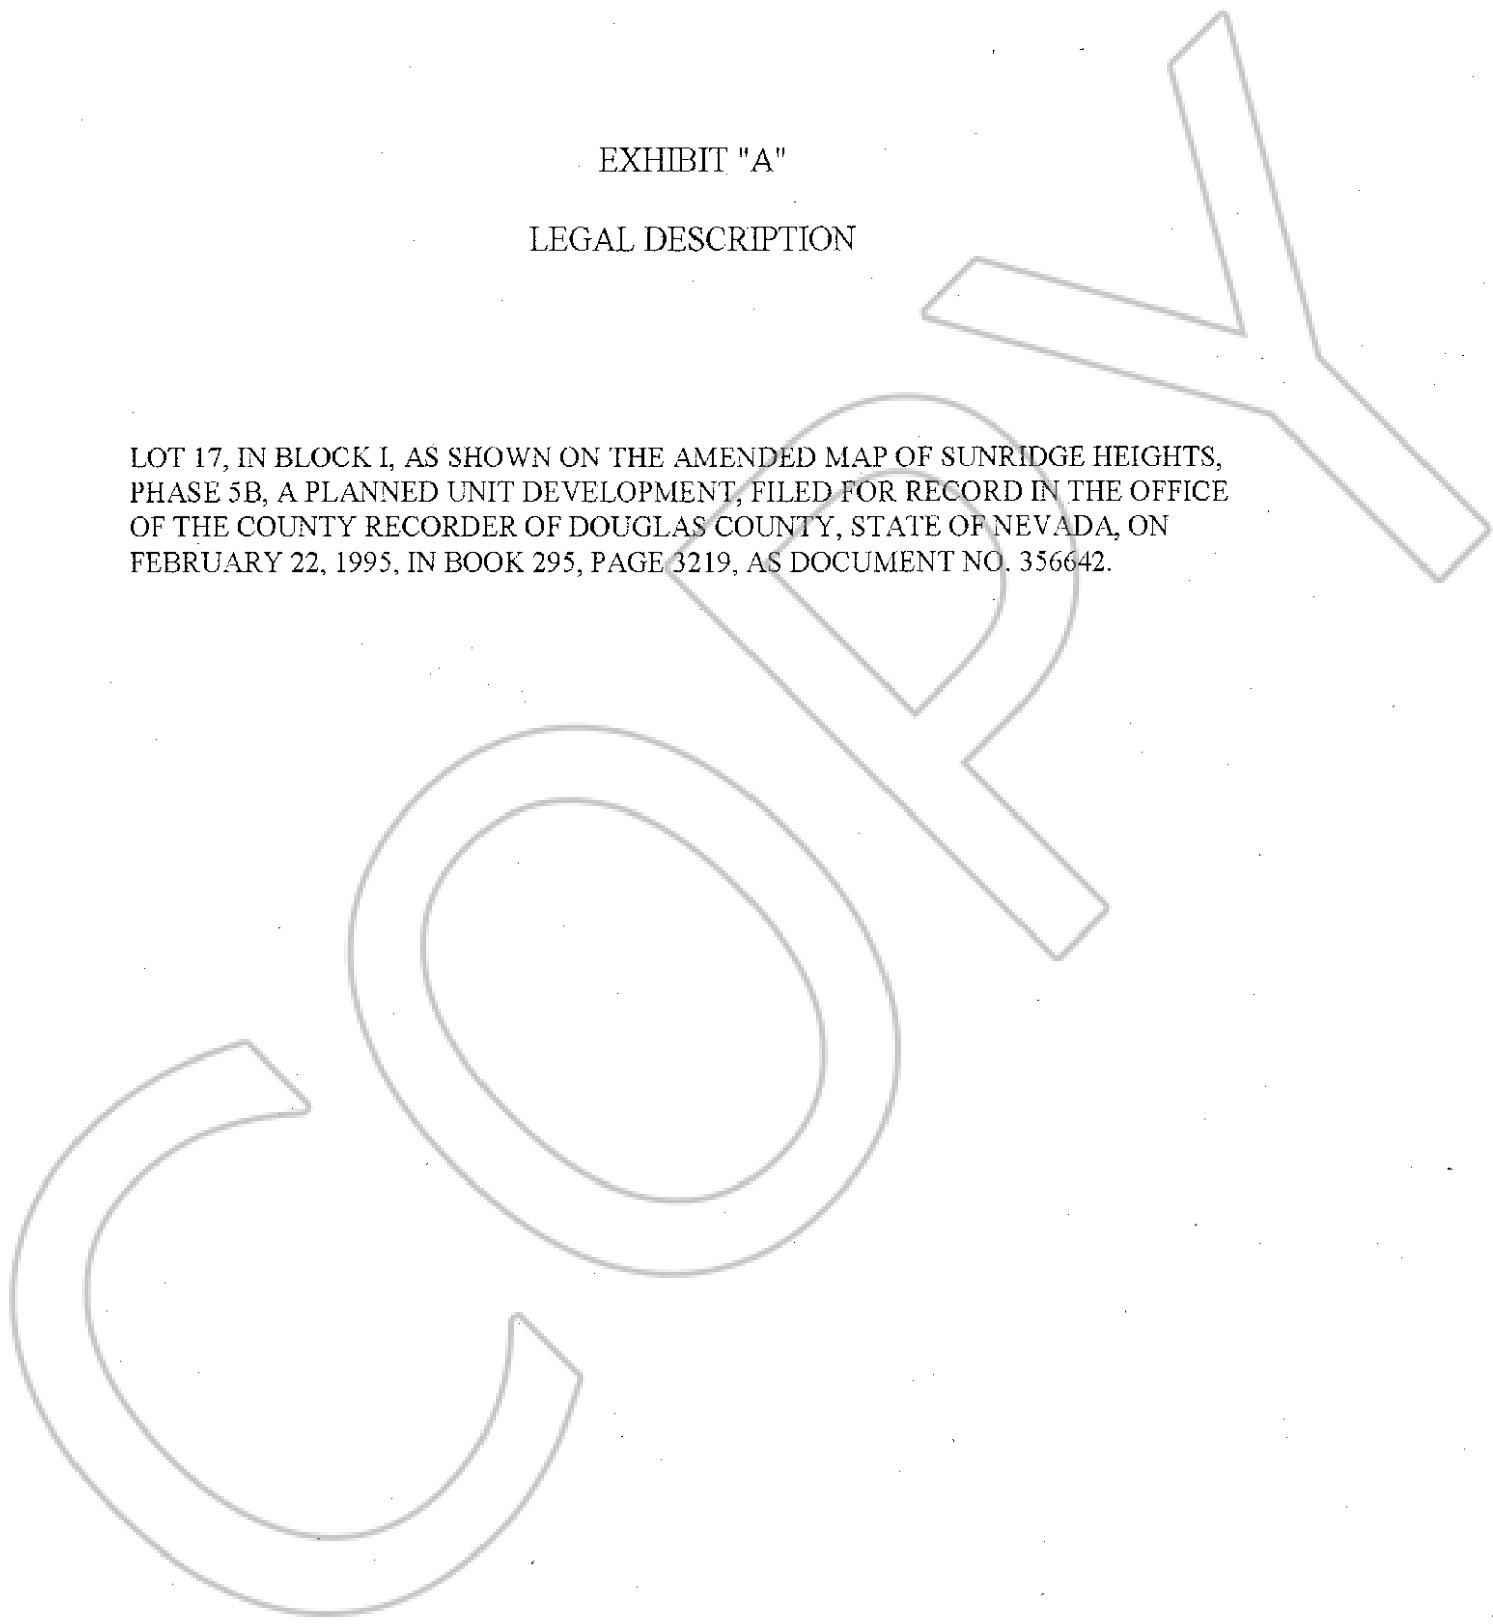 EXHIBIT "A"
LEGAL DESCRIPTION
LOT 17, IN BLOCK I, AS SHOWN ON THE AMENDED MAP OF SUNRIDGE HEIGHTS,
PHASE 5B, A PLANNED UNIT DEVELOPMENT, FILED FOR RECORD IN THE OFFICE
OF THE COUNTY RECORDER OF DOUGLAS COUNTY, STATE OF NEVADA, ON
FEBRUARY 22, 1995, IN BOOK 295, PAGE 3219, AS DOCUMENT NO. 356642.
COPY